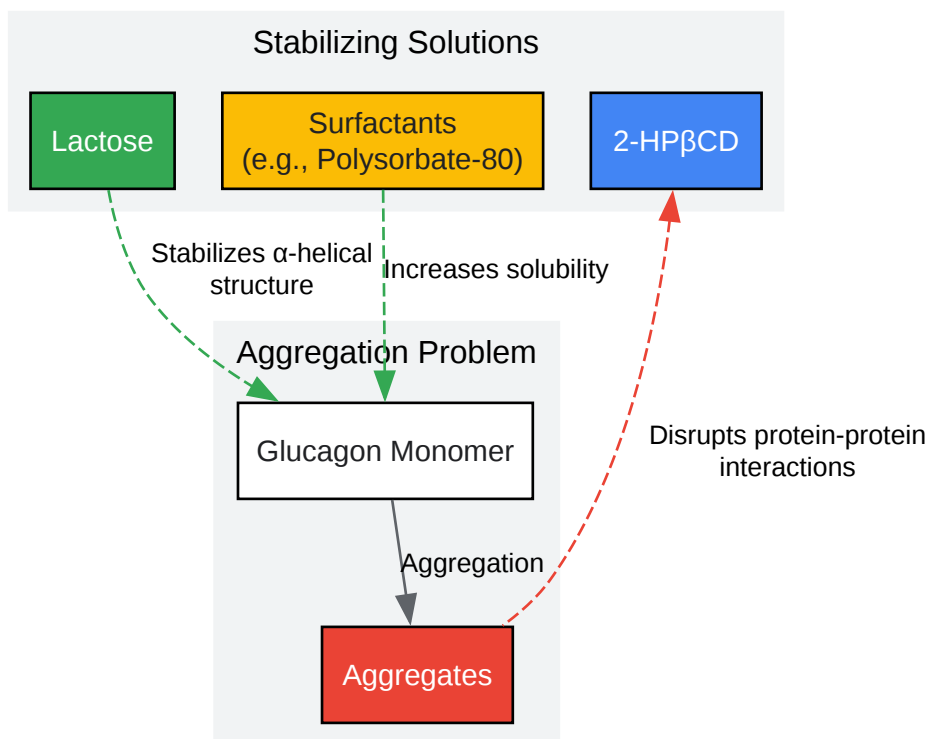 Stabilizing Solutions
Lactose
Surfactants
(e.g., Polysorbate-80)
2-HPβCD
Stabilizes α-helical
structure
Increases solubility
Aggregation Problem
Glucagon Monomer
Disrupts protein-protein
interactions
Aggregation
Aggregates